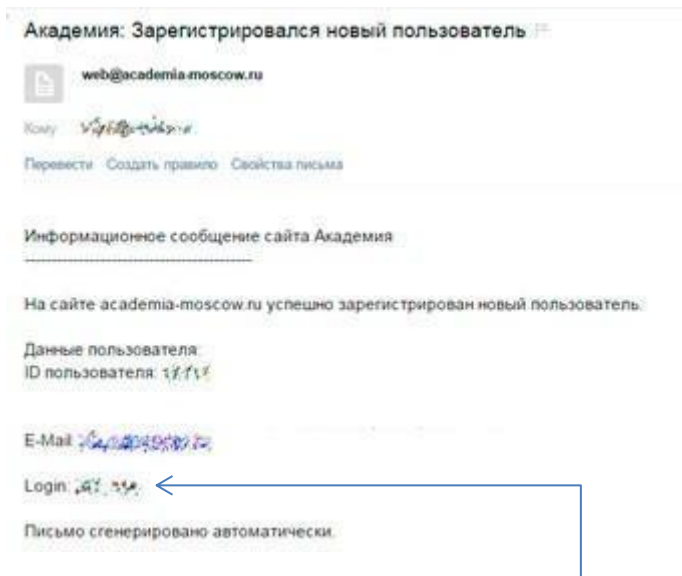 Академия: Зарегистрировался новый пользователь
web@academia-moscow.ru
Кому:
Перевести Создать правило Свойства письма
Информационное сообщение сайта Академия
------------------------------------------
На сайте academia-moscow.ru успешно зарегистрирован новый пользователь.
Данные пользователя:
ID пользователя:
E-Mail:
Login:
Письмо сгенерировано автоматически.